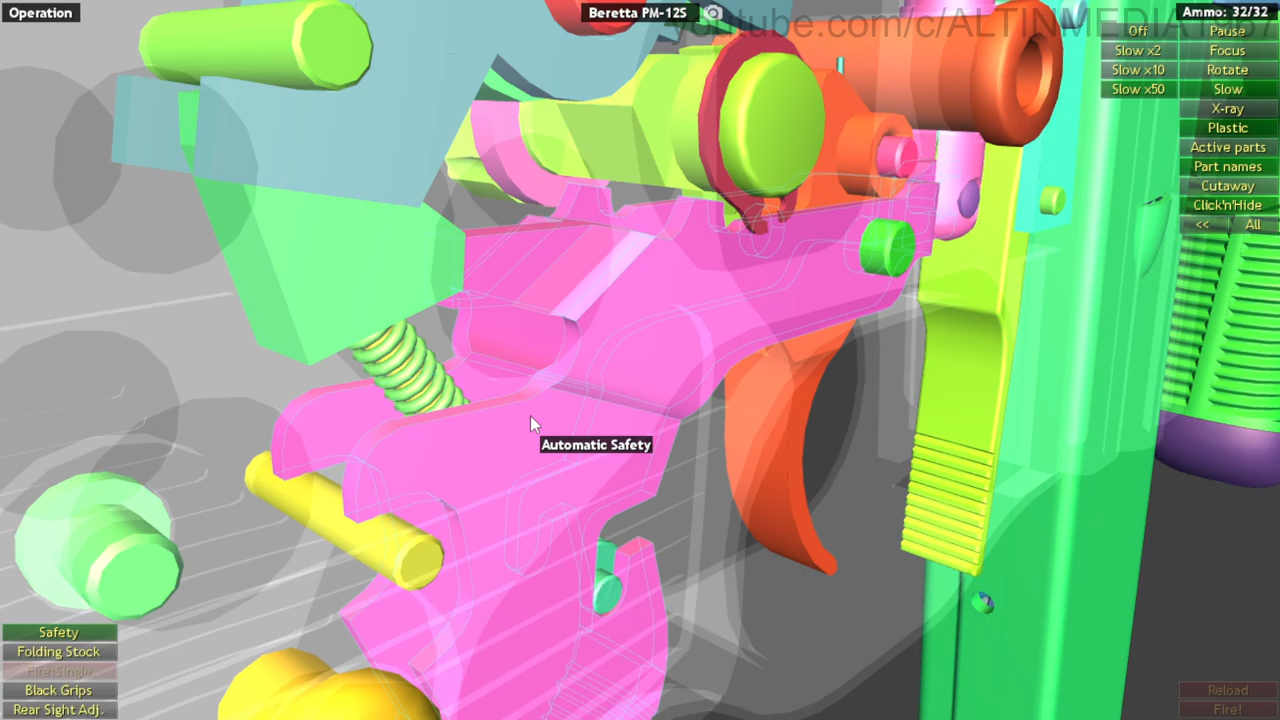 Operation
Beretta PM-12S
Ammo: 32/32
youtube.com/c/ALTINMEDIA1987
Off
Slow x2
Slow x10
Slow x50
Pause
Focus
Rotate
Slow
X-ray
Plastic
Active parts
Part names
Cutaway
Click'n'Hide
<< All
Automatic Safety
Safety
Folding Stock
Fire:Single
Black Grips
Rear Sight Adj.
Reload
Fire!